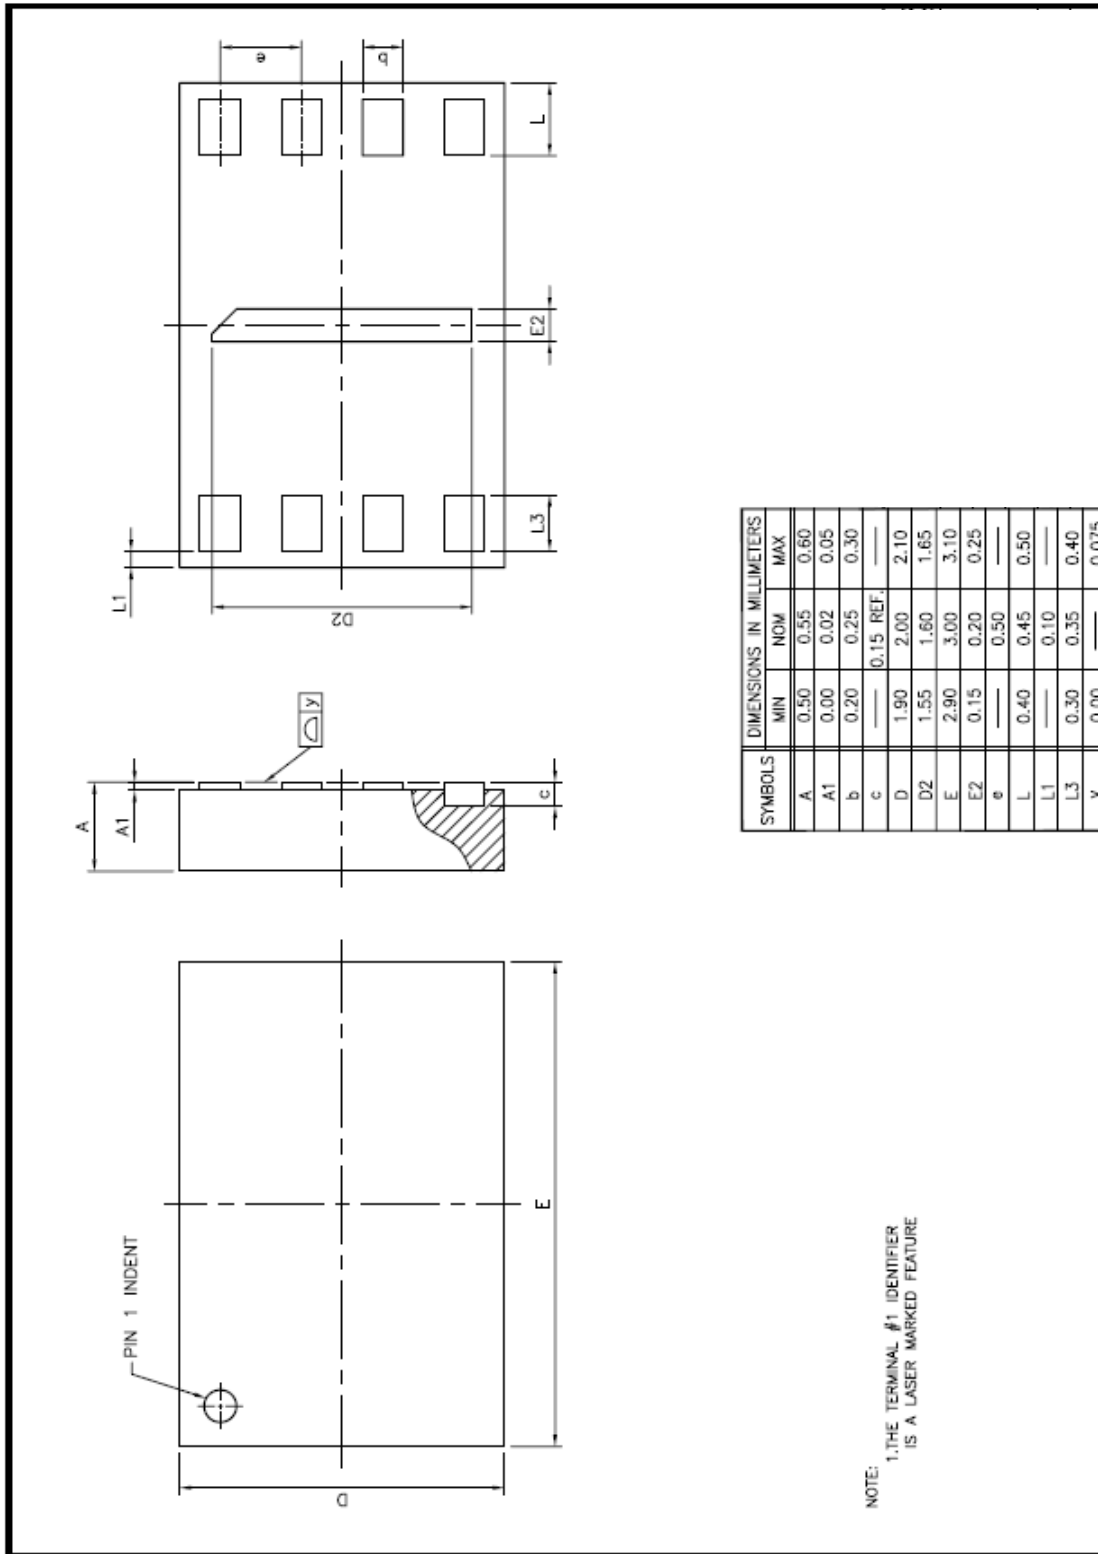 PIN 1 INDENT
D
E
A
A1
c
y
L1
D2
L3
E2
e
b
L
SYMBOLS DIMENSIONS IN MILLIMETERS
MIN NOM MAX
A 0.50 0.55 0.60
A1 0.00 0.02 0.05
b 0.20 0.25 0.30
c — 0.15 REF. —
D 1.90 2.00 2.10
D2 1.55 1.60 1.65
E 2.90 3.00 3.10
E2 0.15 0.20 0.25
e — 0.50 —
L 0.40 0.45 0.50
L1 — 0.10 —
L3 0.30 0.35 0.40
y 0.00 — 0.075
NOTE:
1.THE TERMINAL #1 IDENTIFIER
IS A LASER MARKED FEATURE